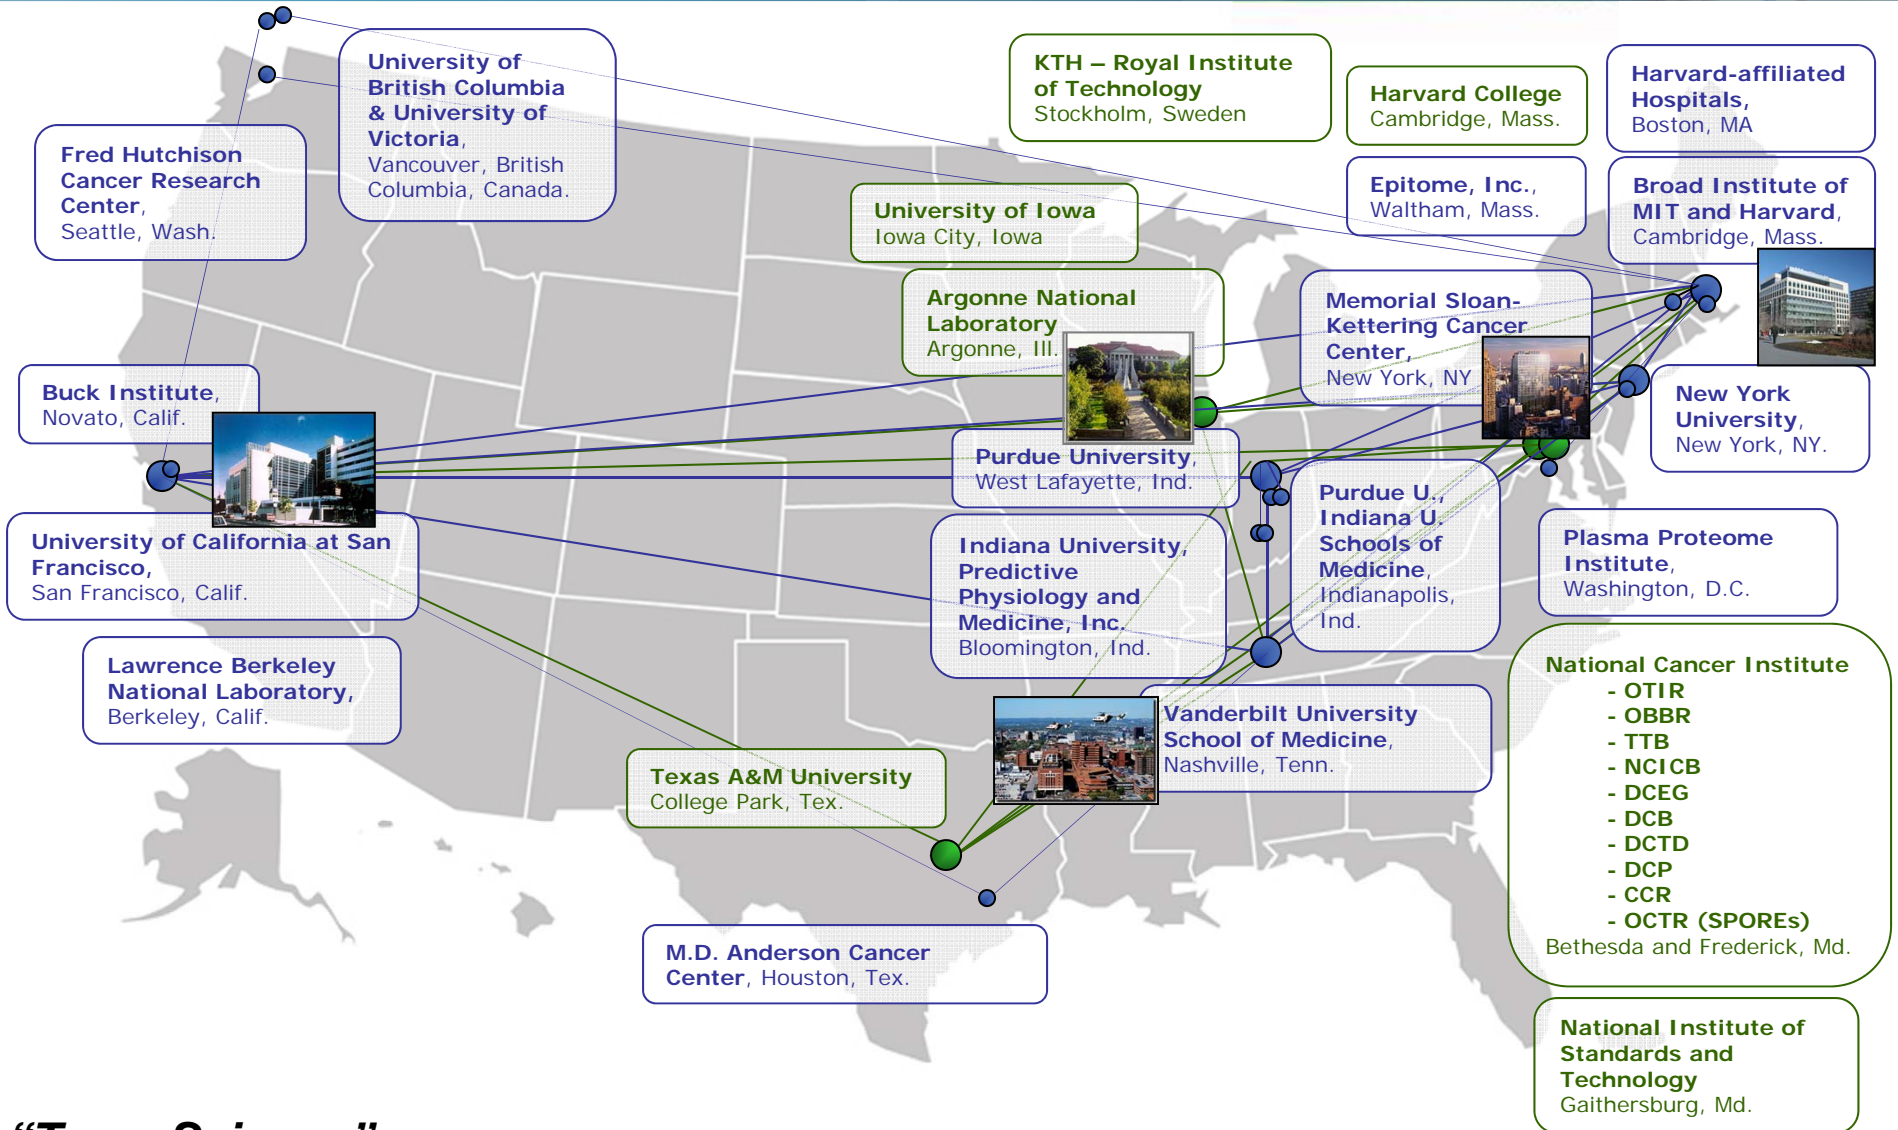 University of
British Columbia
& University of
Victoria,
Vancouver, British
Columbia, Canada.
KTH – Royal Institute
of Technology
Stockholm, Sweden
Harvard College
Cambridge, Mass.
Harvard-affiliated
Hospitals,
Boston, MA
Fred Hutchison
Cancer Research
Center,
Seattle, Wash.
Epitome, Inc.,
Waltham, Mass.
Broad Institute of
MIT and Harvard,
Cambridge, Mass.
University of Iowa
Iowa City, Iowa
Argonne National
Laboratory
Argonne, Ill.
Memorial Sloan-
Kettering Cancer
Center,
New York, NY
Buck Institute,
Novato, Calif.
New York
University,
New York, NY.
Purdue University,
West Lafayette, Ind.
Purdue U.,
Indiana U.
Schools of
Medicine,
Indianapolis,
Ind.
University of California at San
Francisco,
San Francisco, Calif.
Indiana University,
Predictive
Physiology and
Medicine, Inc.
Bloomington, Ind.
Plasma Proteome
Institute,
Washington, D.C.
Lawrence Berkeley
National Laboratory,
Berkeley, Calif.
National Cancer Institute
- OTIR
- OBBR
- TTB
- NCICB
- DCEG
- DCB
- DCTD
- DCP
- CCR
- OCTR (SPOREs)
Bethesda and Frederick, Md.
Vanderbilt University
School of Medicine,
Nashville, Tenn.
Texas A&M University
College Park, Tex.
M.D. Anderson Cancer
Center, Houston, Tex.
National Institute of
Standards and
Technology
Gaithersburg, Md.